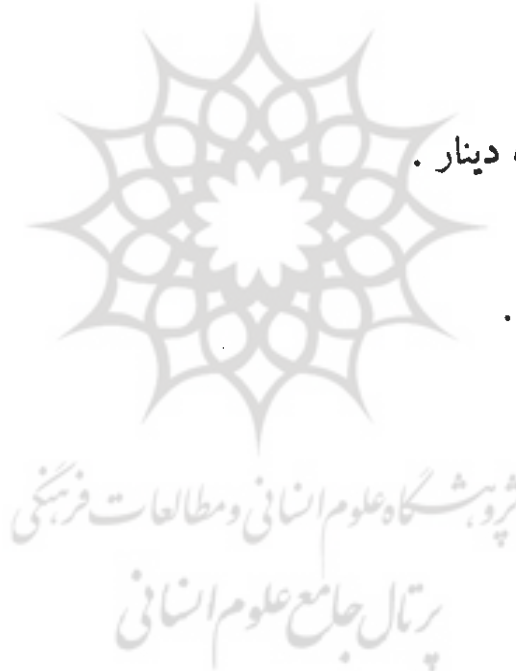 دینار .
.
پژوهشگاه علوم انسانی و مطالعات فرهنگی
پرتال جامع علوم انسانی